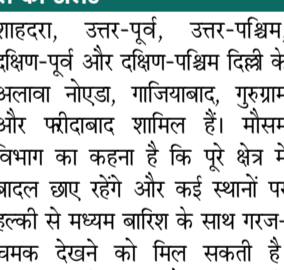 शाहदरा, उत्तर-पूर्व, उत्तर-पश्चिम,
दक्षिण-पूर्व और दक्षिण-पश्चिम दिल्ली के
अलावा नोएडा, गाजियाबाद, गुरुग्राम
और फरीदाबाद शामिल हैं। मौसम
विभाग का कहना है कि पूरे क्षेत्र में
बादल छाए रहेंगे और कई स्थानों पर
हल्की से मध्यम बारिश के साथ गरज-
चमक देखने को मिल सकती है